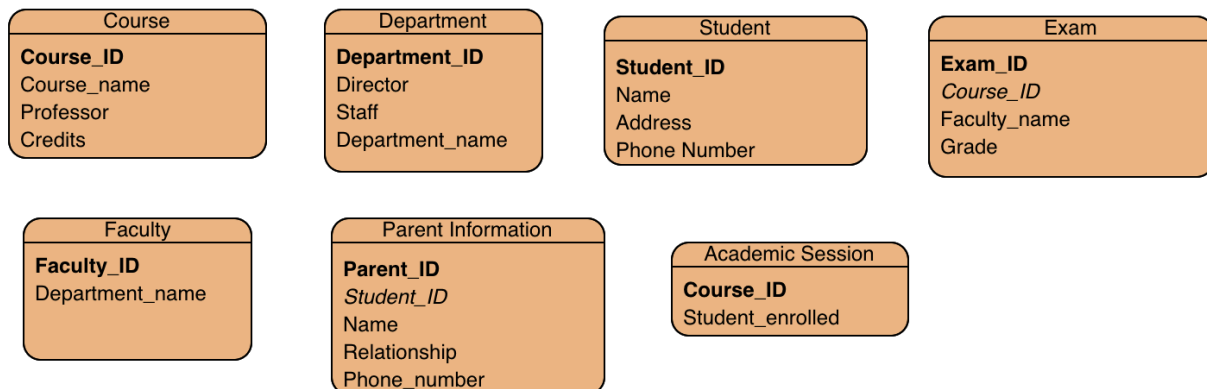 Course
Course_ID
Course_name
Professor
Credits
Department
Department_ID
Director
Staff
Department_name
Student
Student_ID
Name
Address
Phone Number
Exam
Exam_ID
Course_ID
Faculty_name
Grade
Faculty
Faculty_ID
Department_name
Parent Information
Parent_ID
Student_ID
Name
Relationship
Phone_number
Academic Session
Course_ID
Student_enrolled